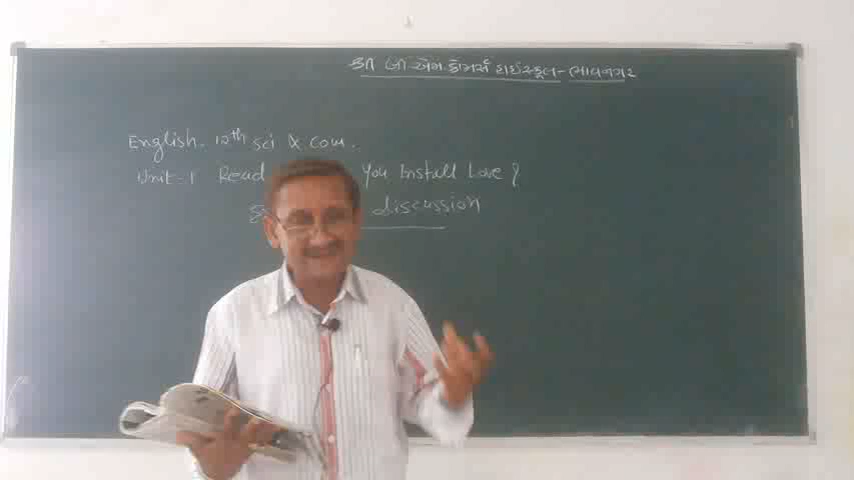 શ્રી બી.એમ.કોમર્સ હાઈસ્કૂલ - ભાવનગર
English. 12th Sci & Com.
Unit: 1 Read You Install Love ?
discussion